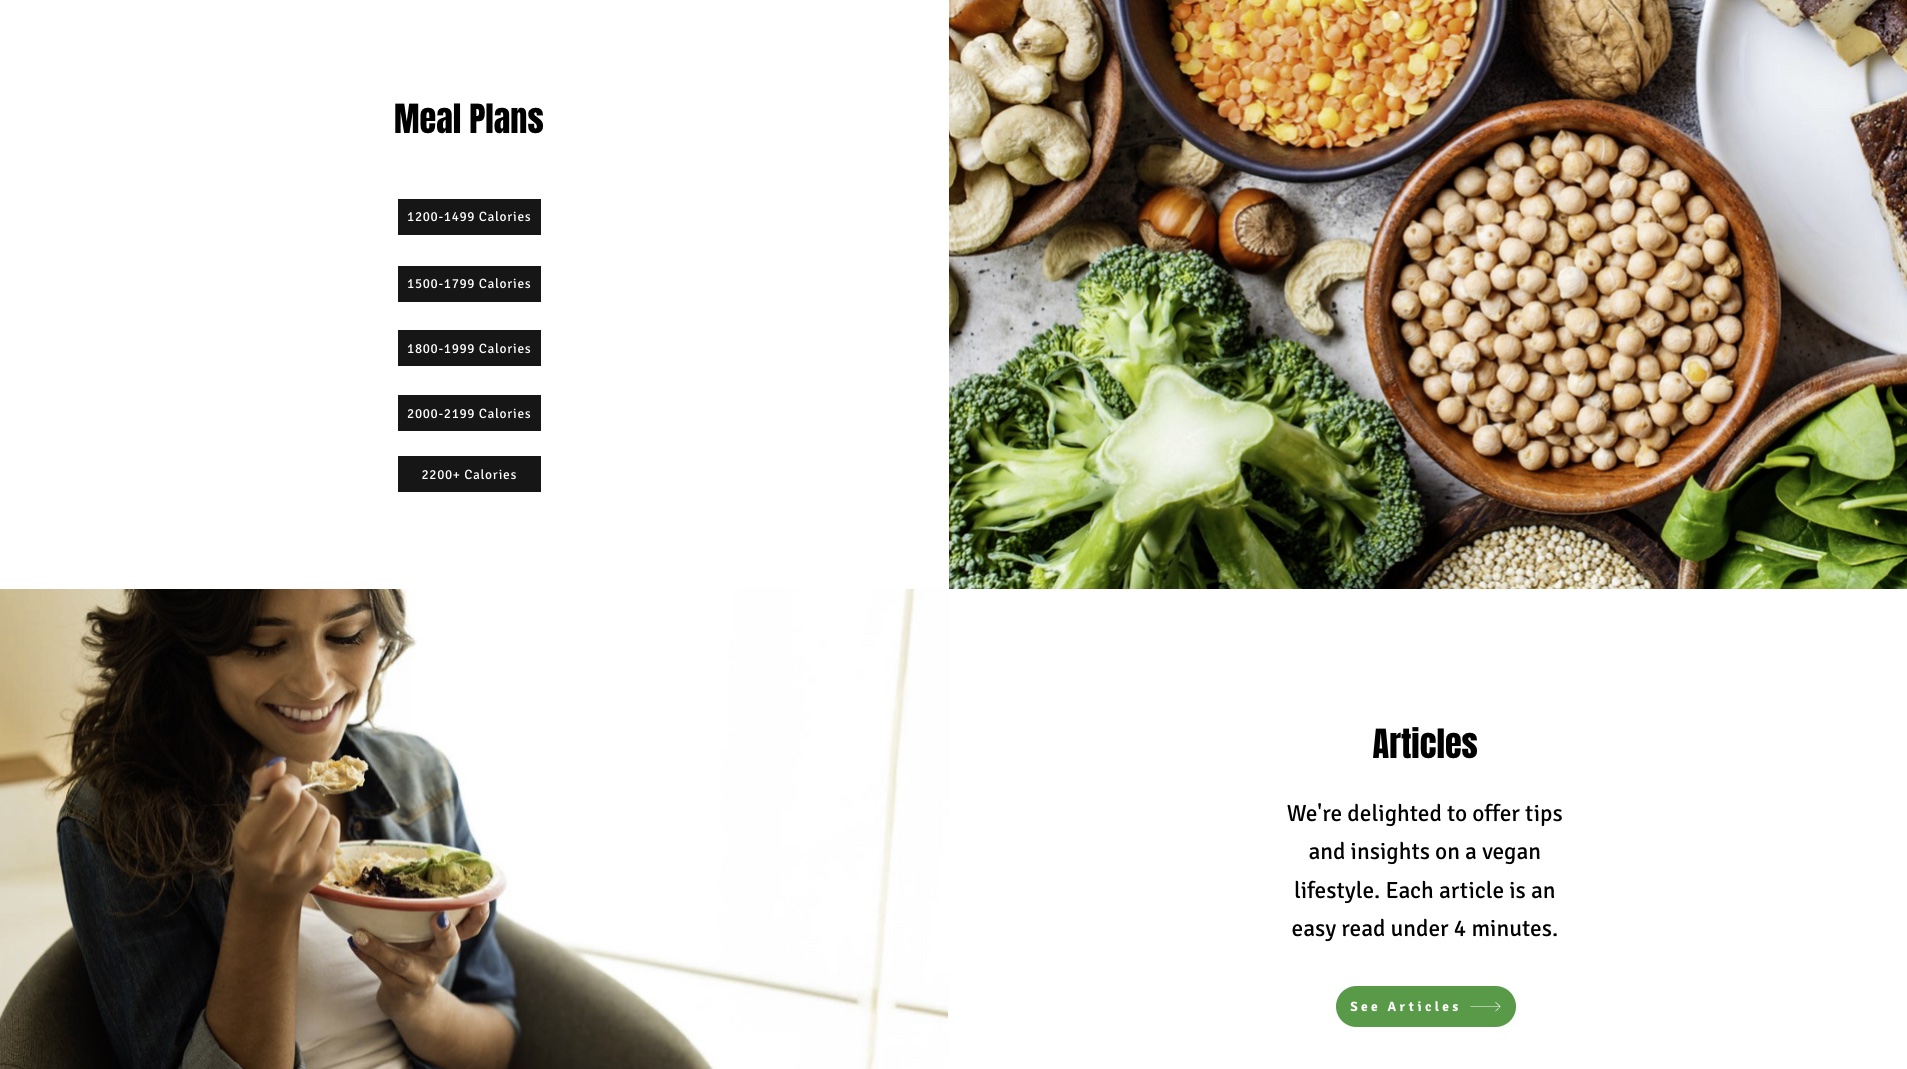 Meal Plans
1200-1499 Calories
1500-1799 Calories
1800-1999 Calories
2000-2199 Calories
2200+ Calories
Articles
We're delighted to offer tips
and insights on a vegan
lifestyle. Each article is an
easy read under 4 minutes.
See Articles